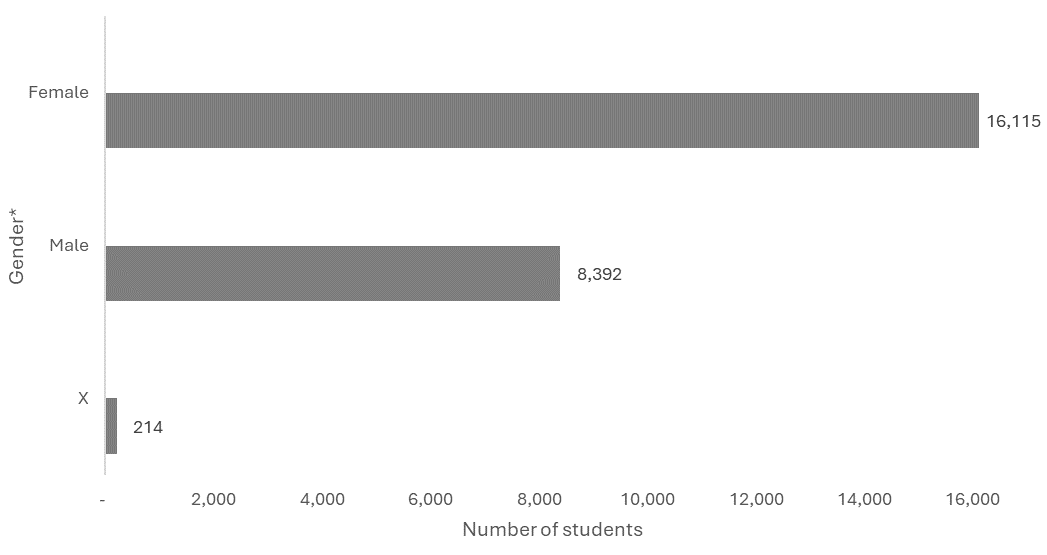 Female
16,115
Gender*
Male
8,392
X
214
-
2,000
4,000
6,000
8,000
10,000
12,000
14,000
16,000
Number of students